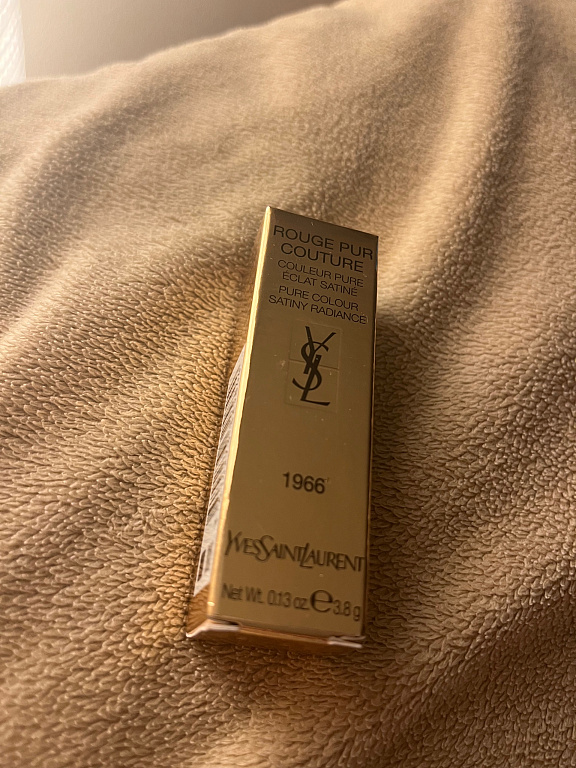 ROUGE PUR
COUTURE
COULEUR PURE
ÉCLAT SATINÉ
PURE COLOUR
SATINY RADIANCE
YSL
1966
YVESSAINTLAURENT
Net Wt. 0.13 oz. ℮ 3.8 g